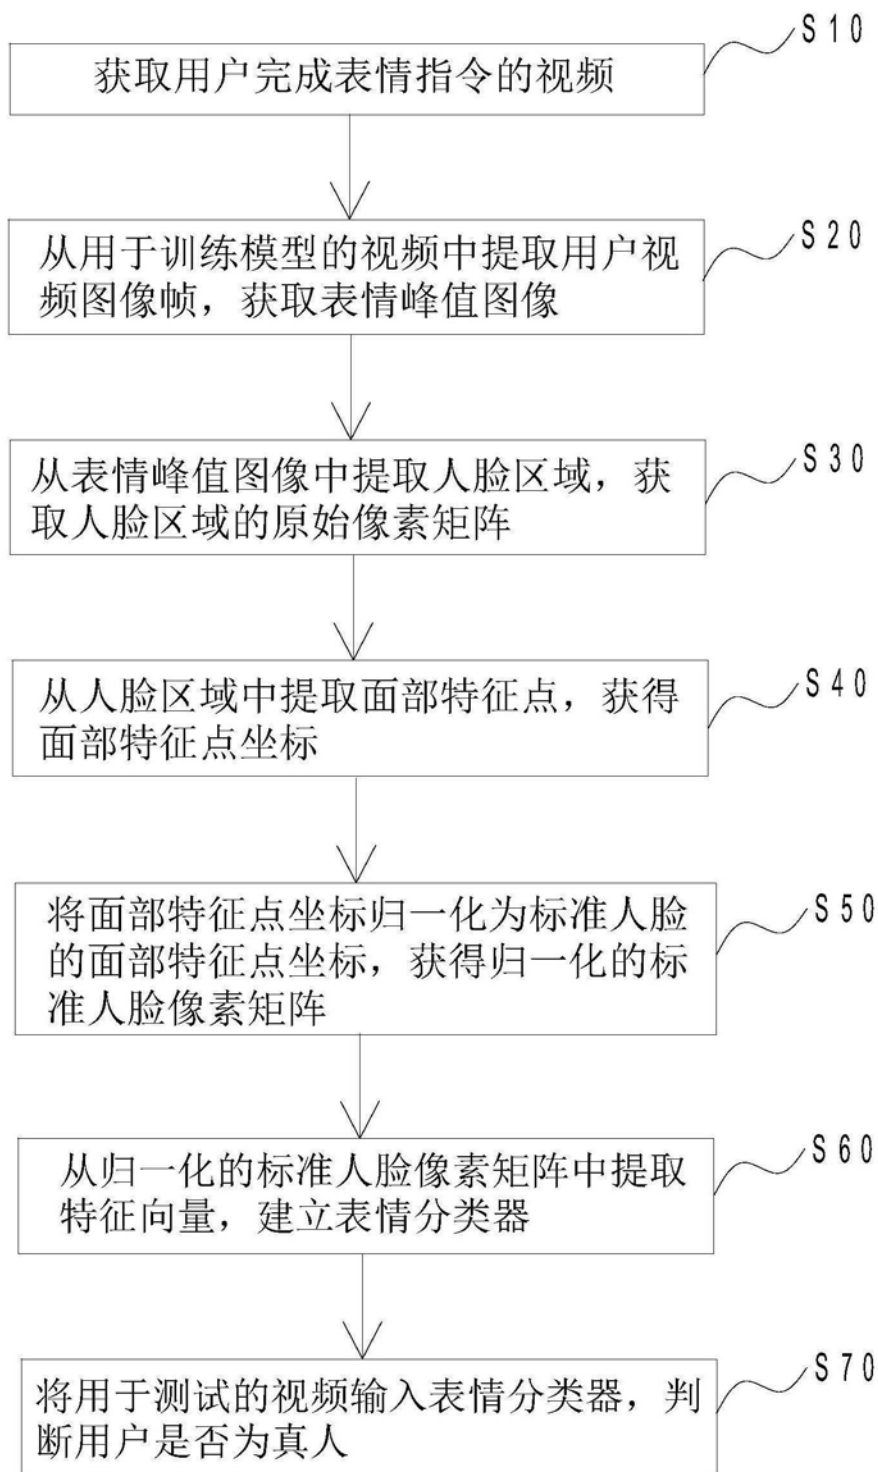 S10
获取用户完成表情指令的视频
S20
从用于训练模型的视频中提取用户视
频图像帧，获取表情峰值图像
S30
从表情峰值图像中提取人脸区域，获
取人脸区域的原始像素矩阵
S40
从人脸区域中提取面部特征点，获得
面部特征点坐标
S50
将面部特征点坐标归一化为标准人脸
的面部特征点坐标，获得归一化的标
准人脸像素矩阵
S60
从归一化的标准人脸像素矩阵中提取
特征向量，建立表情分类器
S70
将用于测试的视频输入表情分类器，判
断用户是否为真人